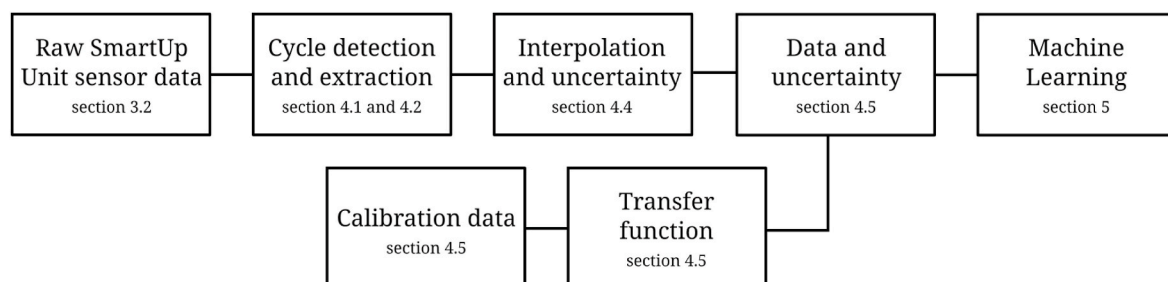 Raw SmartUp
Unit sensor data
section 3.2
Cycle detection
and extraction
section 4.1 and 4.2
Interpolation
and uncertainty
section 4.4
Data and
uncertainty
section 4.5
Machine
Learning
section 5
Calibration data
section 4.5
Transfer
function
section 4.5